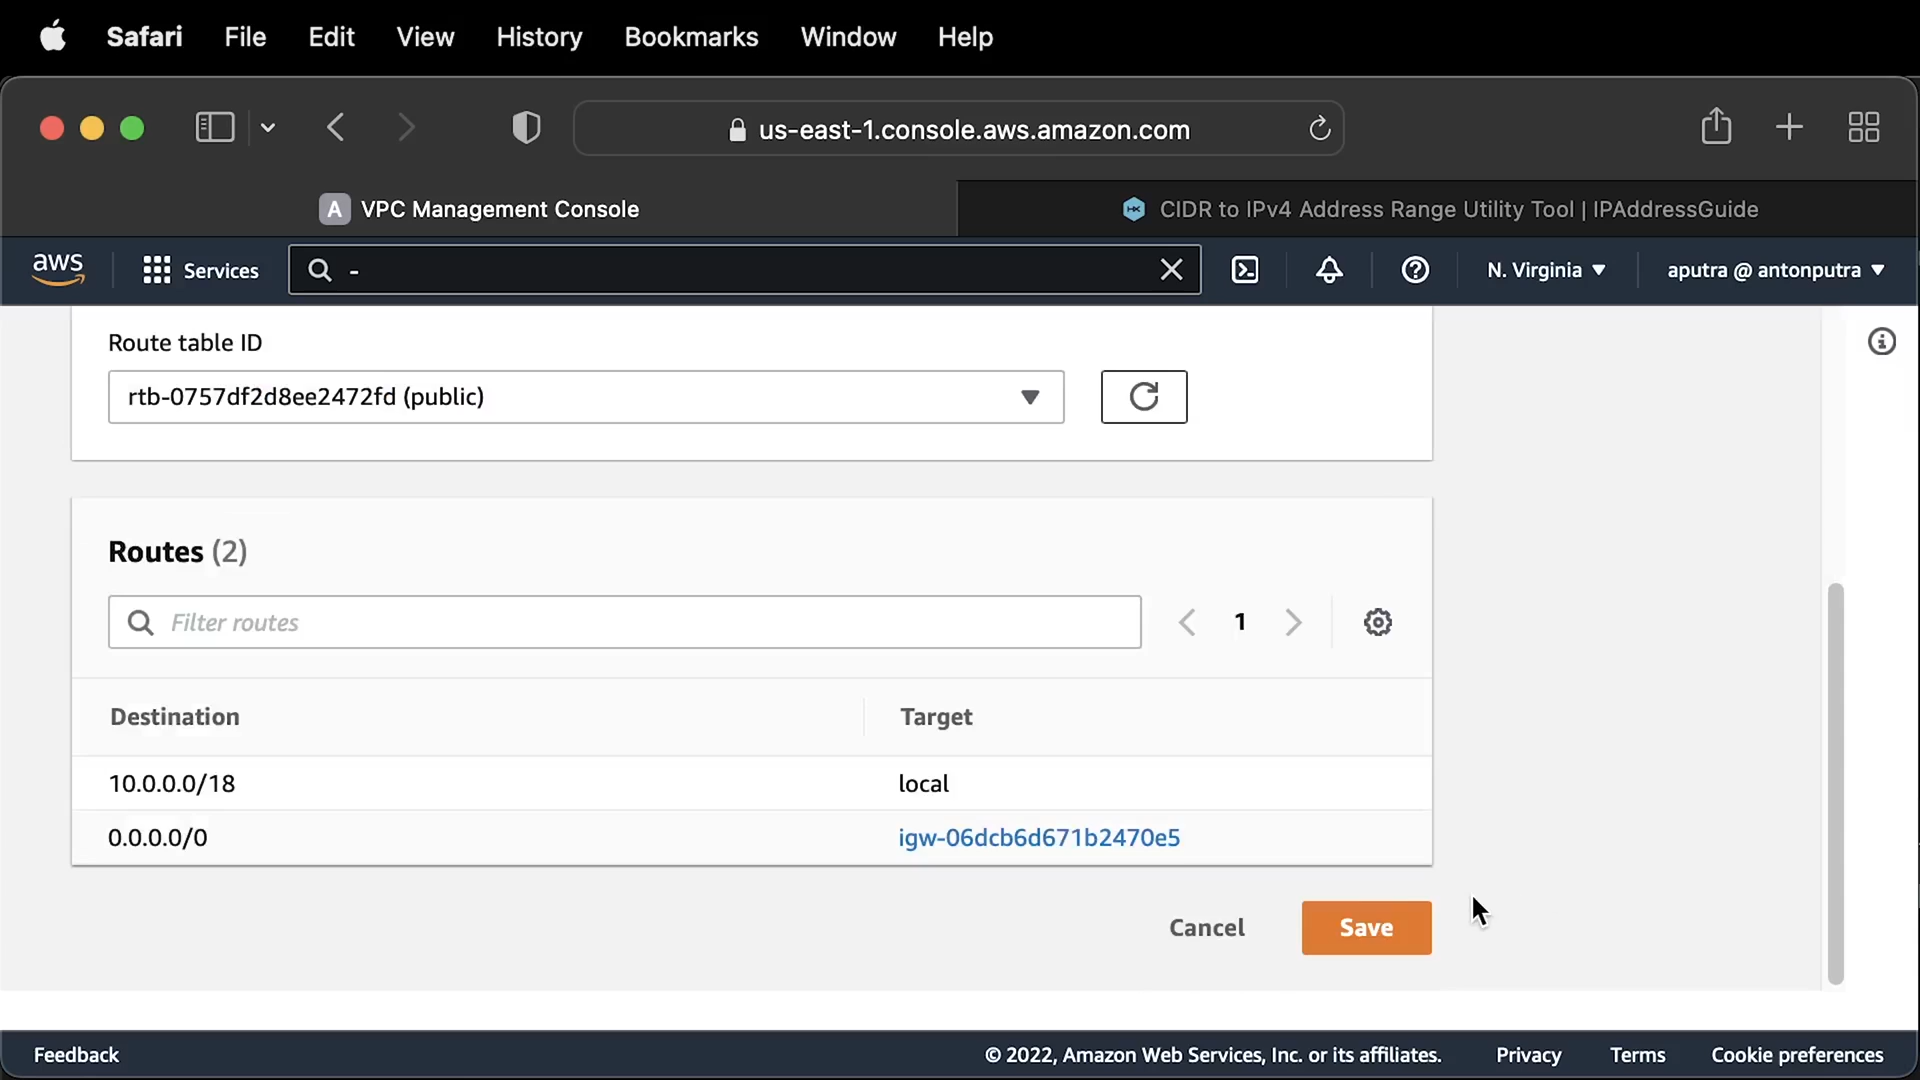 Safari File Edit View History Bookmarks Window Help
us-east-1.console.aws.amazon.com
A VPC Management Console
CIDR to IPv4 Address Range Utility Tool | IPAddressGuide
aws Services - N. Virginia aputra @ antonputra
Route table ID
rtb-0757df2d8ee2472fd (public)
Routes (2)
Filter routes
1
Destination Target
10.0.0.0/18 local
0.0.0.0/0 igw-06dcb6d671b2470e5
Cancel Save
Feedback © 2022, Amazon Web Services, Inc. or its affiliates. Privacy Terms Cookie preferences